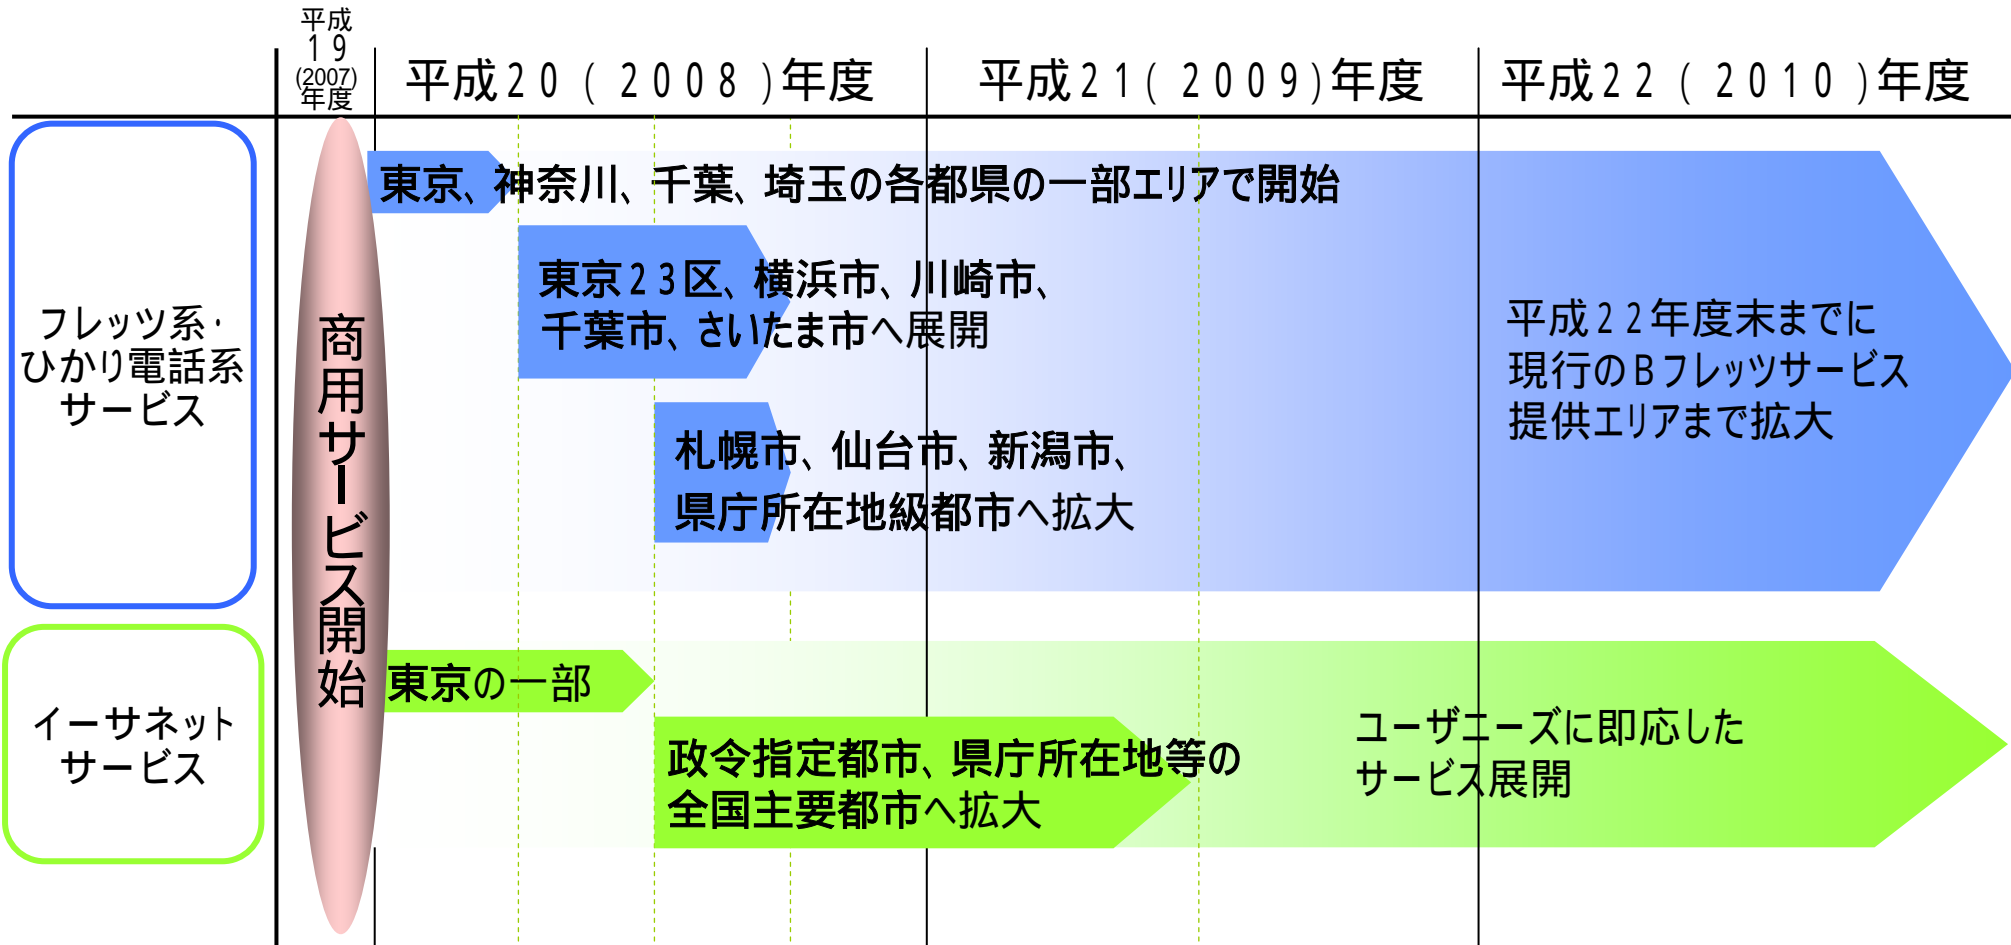 平成
19
(2007)
年度
平成20(2008)年度
平成21(2009)年度
平成22(2010)年度
フレッツ系・
ひかり電話系
サービス
商用サービス開始
東京、神奈川、千葉、埼玉の各都県の一部エリアで開始
東京23区、横浜市、川崎市、
千葉市、さいたま市へ展開
札幌市、仙台市、新潟市、
県庁所在地級都市へ拡大
平成22年度末までに
現行のBフレッツサービス
提供エリアまで拡大
イーサネット
サービス
東京の一部
政令指定都市、県庁所在地等の
全国主要都市へ拡大
ユーザニーズに即応した
サービス展開